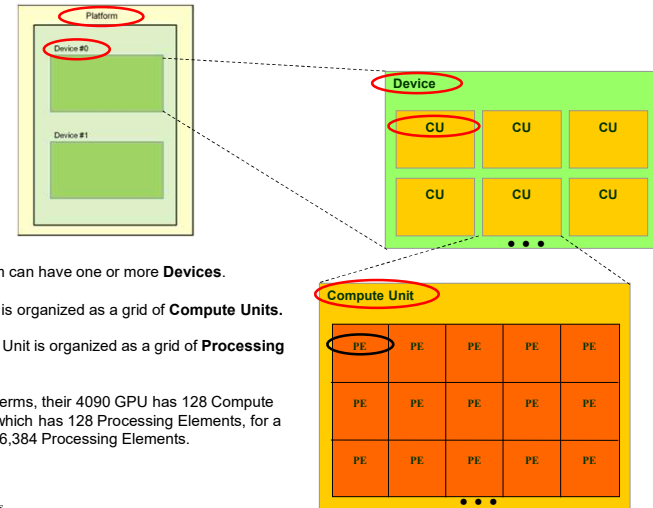 Platform
Device #0
Device #1
Device
CU CU CU
CU CU CU
• • •
can have one or more Devices.
is organized as a grid of Compute Units.
Unit is organized as a grid of Processing
erms, their 4090 GPU has 128 Compute
which has 128 Processing Elements, for a
6,384 Processing Elements.
Compute Unit
PE PE PE PE PE
PE PE PE PE PE
PE PE PE PE PE
• • •